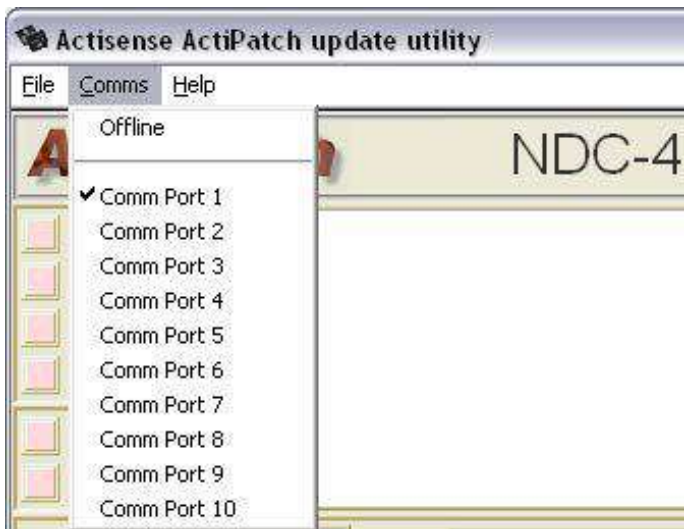 Actisense ActiPatch update utility
File Comms Help
Offline
NDC-4
Comm Port 1
Comm Port 2
Comm Port 3
Comm Port 4
Comm Port 5
Comm Port 6
Comm Port 7
Comm Port 8
Comm Port 9
Comm Port 10